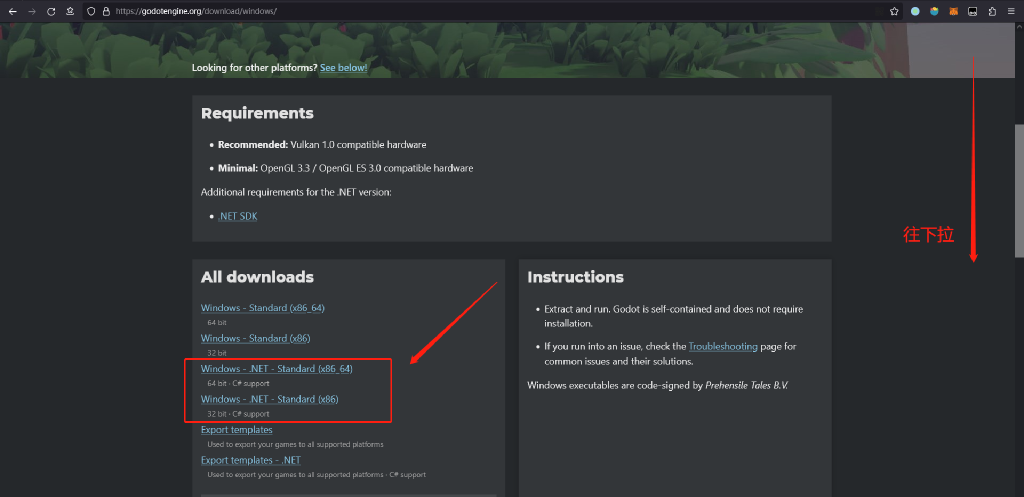 https://godotengine.org/download/windows/
Looking for other platforms? See below!
Requirements
• Recommended: Vulkan 1.0 compatible hardware
• Minimal: OpenGL 3.3 / OpenGL ES 3.0 compatible hardware
Additional requirements for the .NET version:
• .NET SDK
往下拉
All downloads
Windows - Standard (x86_64)
64 bit
Windows - Standard (x86)
32 bit
Windows - .NET - Standard (x86_64)
64 bit · C# support
Windows - .NET - Standard (x86)
32 bit · C# support
Export templates
Used to export your games to all supported platforms
Export templates - .NET
Used to export your games to all supported platforms · C# support
Instructions
• Extract and run. Godot is self-contained and does not require
installation.
• If you run into an issue, check the Troubleshooting page for
common issues and their solutions.
Windows executables are code-signed by Prehensile Tales B.V.